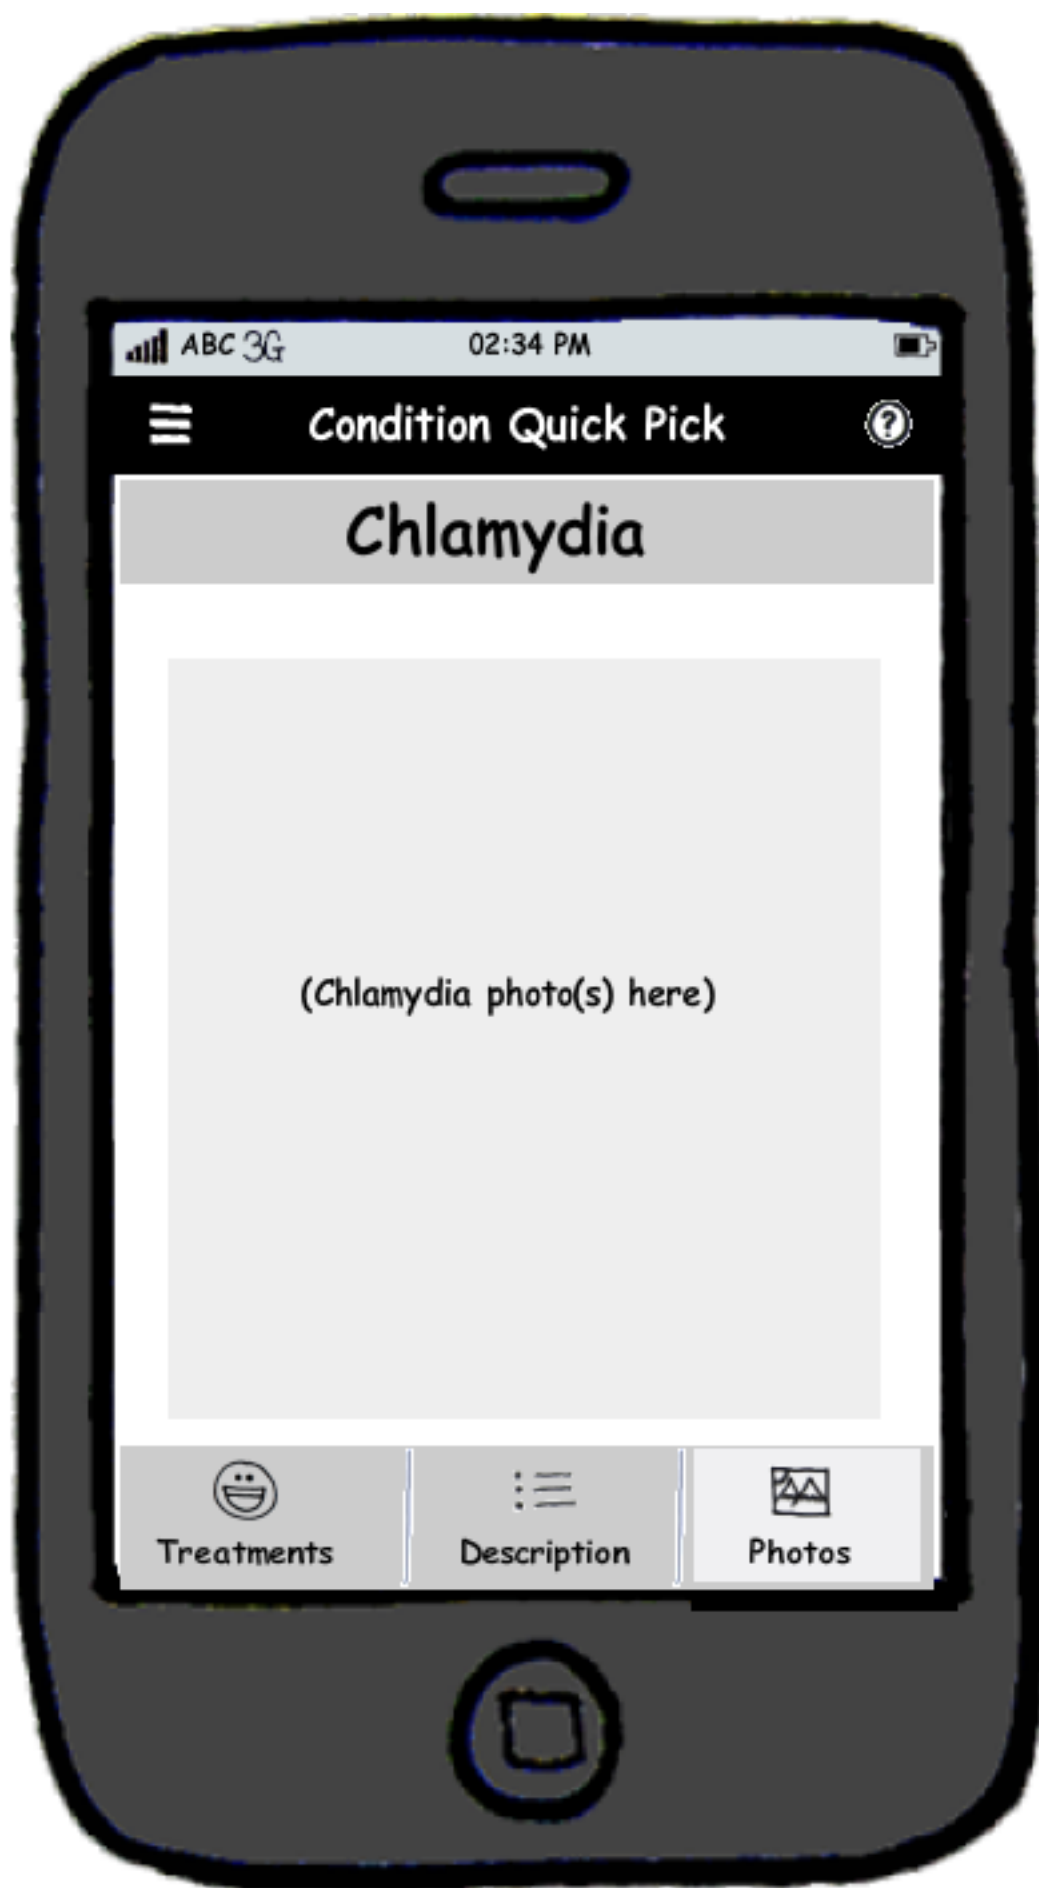 ABC 3G 02:34 PM
Condition Quick Pick ?
Chlamydia
(Chlamydia photo(s) here)
Treatments Description Photos